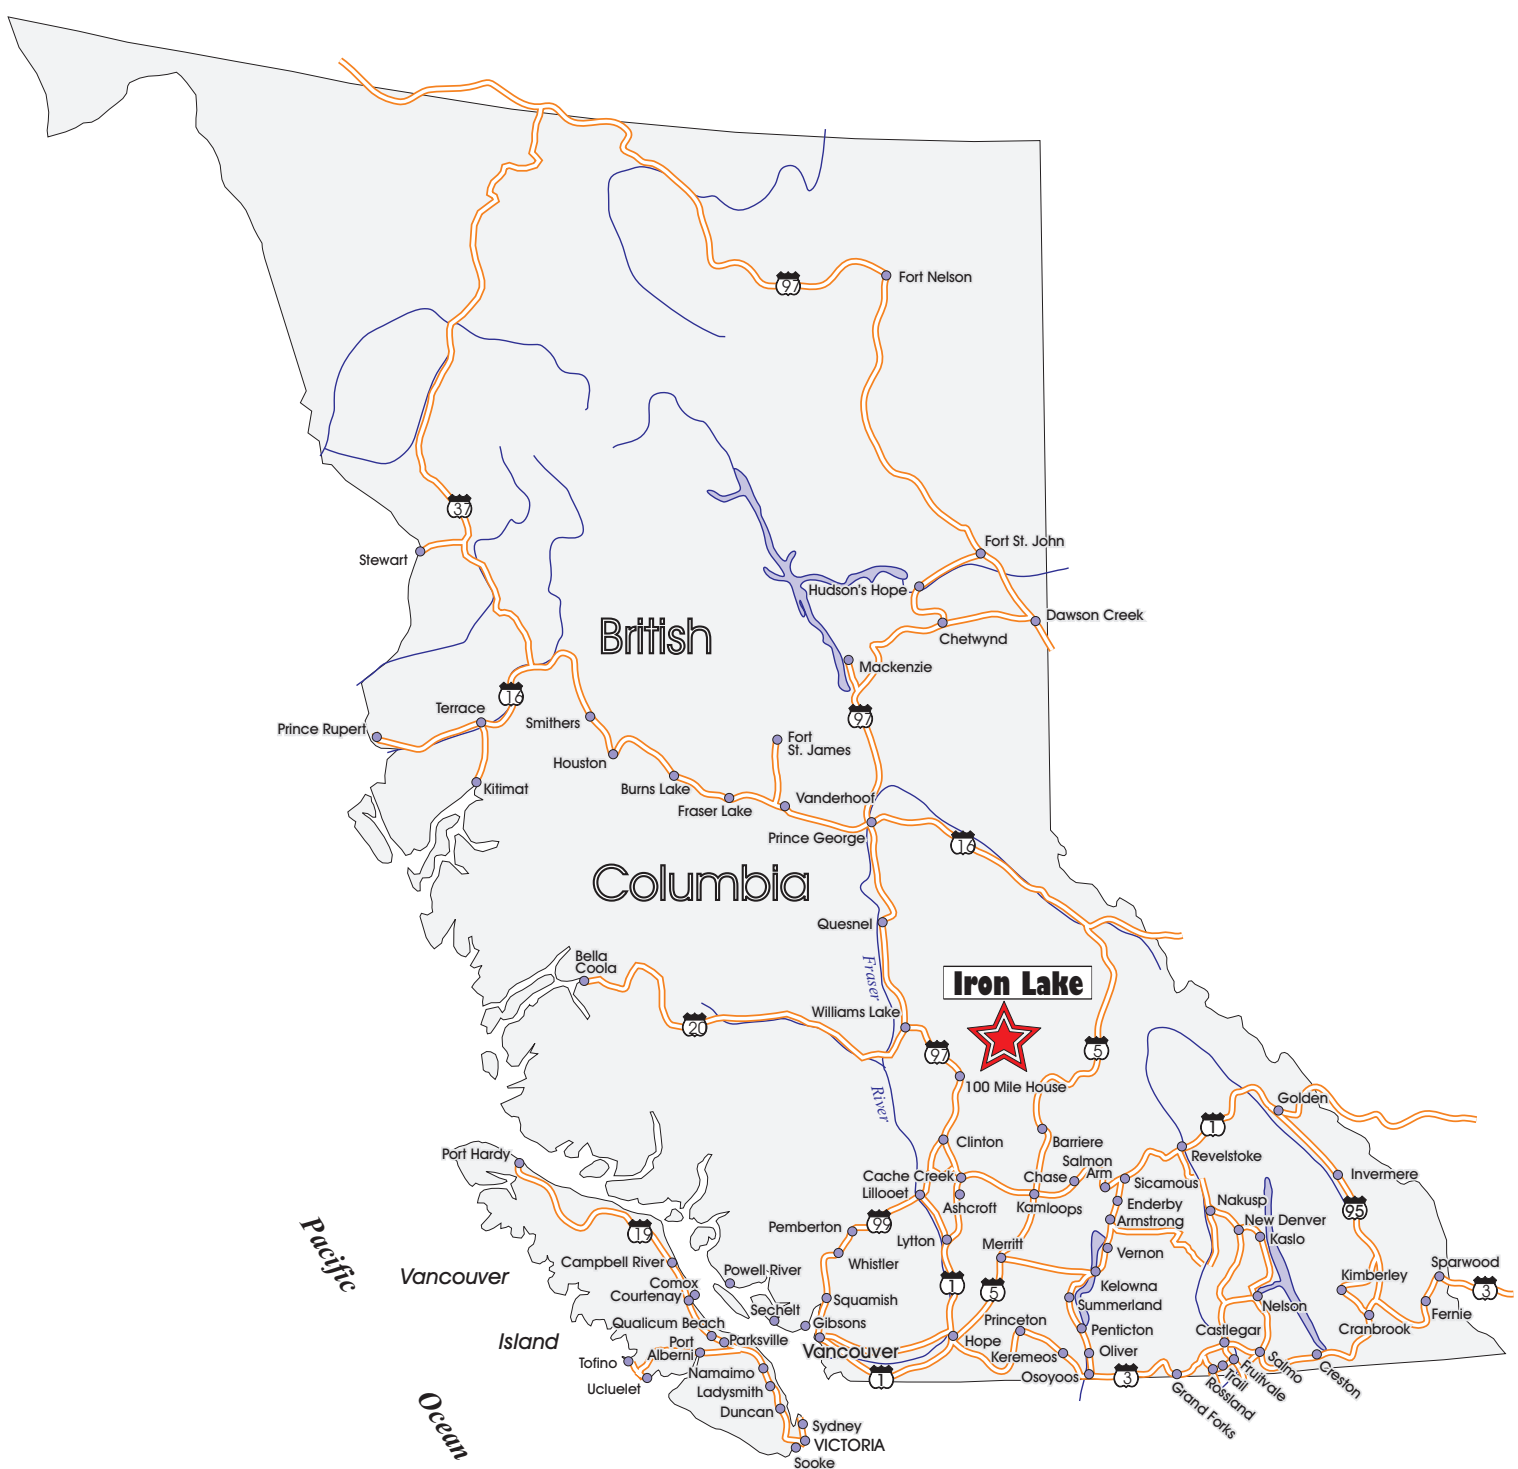 97
Fort Nelson
37
Fort St. John
Stewart
Hudson's Hope
Dawson Creek
Chetwynd
British
Mackenzie
16
Terrace
97
Smithers
Prince Rupert
Fort
St. James
Houston
Kitimat
Burns Lake
Vanderhoof
Fraser Lake
Prince George
16
Columbia
Quesnel
Bella
Coola
Fraser
Iron Lake
Williams Lake
20
97
5
100 Mile House
River
Golden
1
Clinton
Barriere
Port Hardy
Revelstoke
Salmon
Arm
Cache Creek
Chase
Sicamous
Invermere
Lillooet
Ashcroft
Kamloops
Enderby
Nakusp
95
Armstrong
New Denver
99
Pemberton
19
Lytton
Merritt
Kaslo
Vernon
Pacific
Whistler
Campbell River
Sparwood
Vancouver
Powell River
Kimberley
Comox
1
5
Kelowna
3
Courtenay
Squamish
Summerland
Nelson
Sechelt
Fernie
Gibsons
Princeton
Qualicum Beach
Penticton
Castlegar
Cranbrook
Island
Port
Alberni
Parksville
Hope
Vancouver
Keremeos
Oliver
Tofino
Namaimo
Osoyoos
Salmo
Creston
1
3
Fruitvale
Trail
Rossland
Grand Forks
Ucluelet
Ladysmith
Duncan
Ocean
Sydney
VICTORIA
Sooke